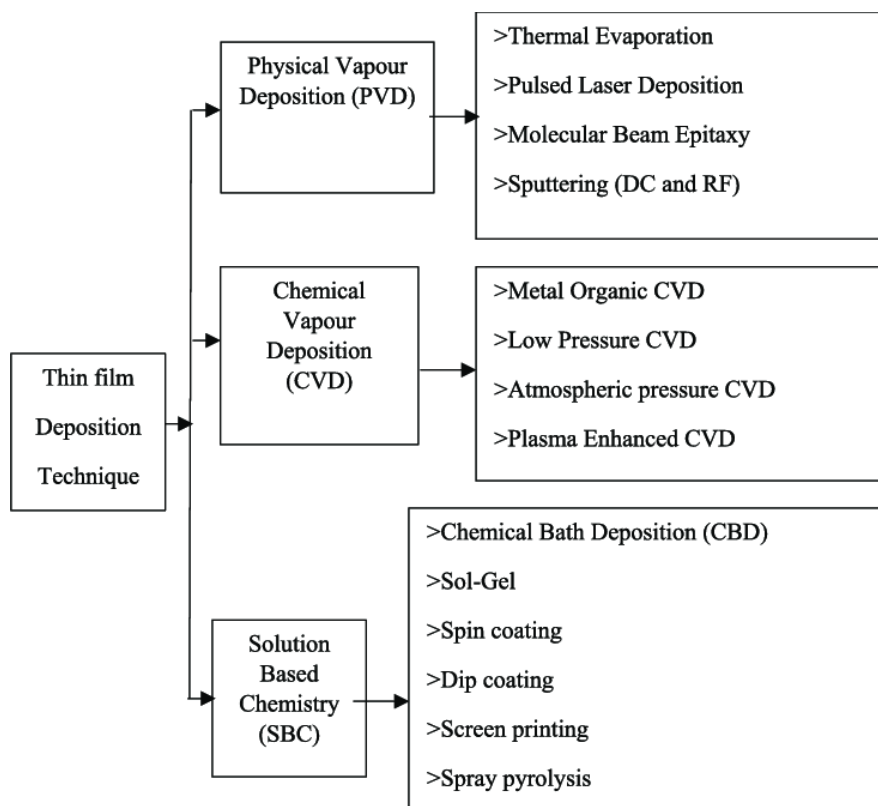 Thin film
Deposition
Technique
Physical Vapour
Deposition (PVD)
>Thermal Evaporation
>Pulsed Laser Deposition
>Molecular Beam Epitaxy
>Sputtering (DC and RF)
Chemical
Vapour
Deposition
(CVD)
>Metal Organic CVD
>Low Pressure CVD
>Atmospheric pressure CVD
>Plasma Enhanced CVD
Solution
Based
Chemistry
(SBC)
>Chemical Bath Deposition (CBD)
>Sol-Gel
>Spin coating
>Dip coating
>Screen printing
>Spray pyrolysis